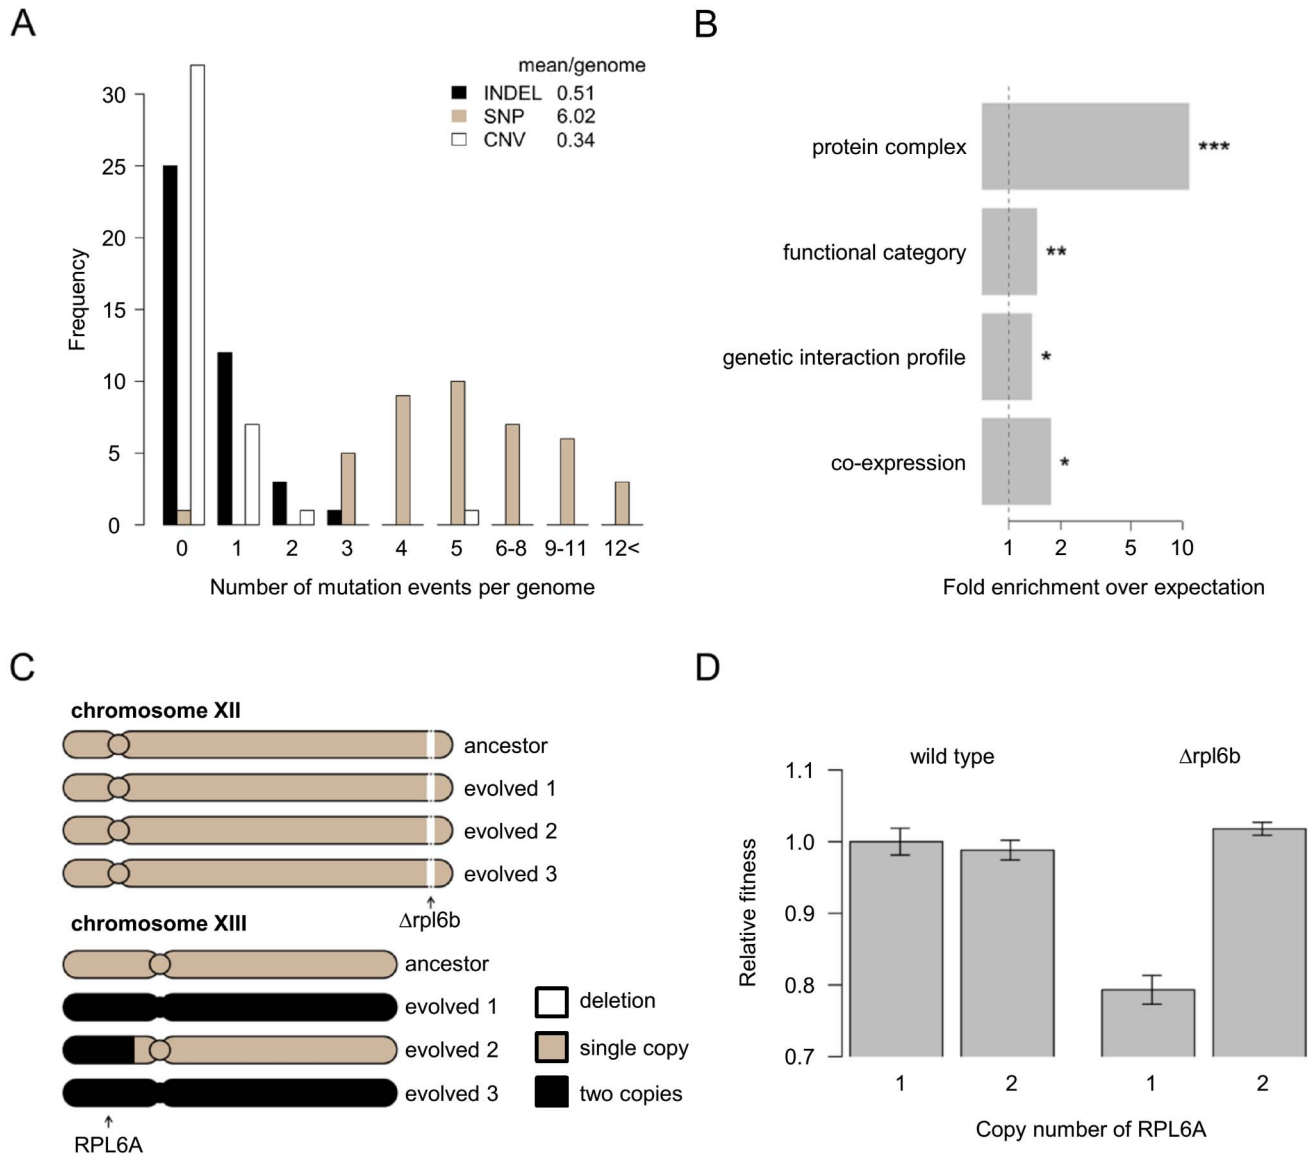 A
mean/genome
INDEL 0.51
SNP 6.02
CNV 0.34
30
25
20
15
10
5
0
Frequency
0 1 2 3 4 5 6-8 9-11 12<
Number of mutation events per genome
B
protein complex ***
functional category **
genetic interaction profile *
co-expression *
1 2 5 10
Fold enrichment over expectation
C
chromosome XII
ancestor
evolved 1
evolved 2
evolved 3
Δrpl6b
chromosome XIII
ancestor
evolved 1
evolved 2
evolved 3
RPL6A
deletion
single copy
two copies
D
wild type Δrpl6b
1.1
1.0
0.9
0.8
0.7
Relative fitness
1 2 1 2
Copy number of RPL6A